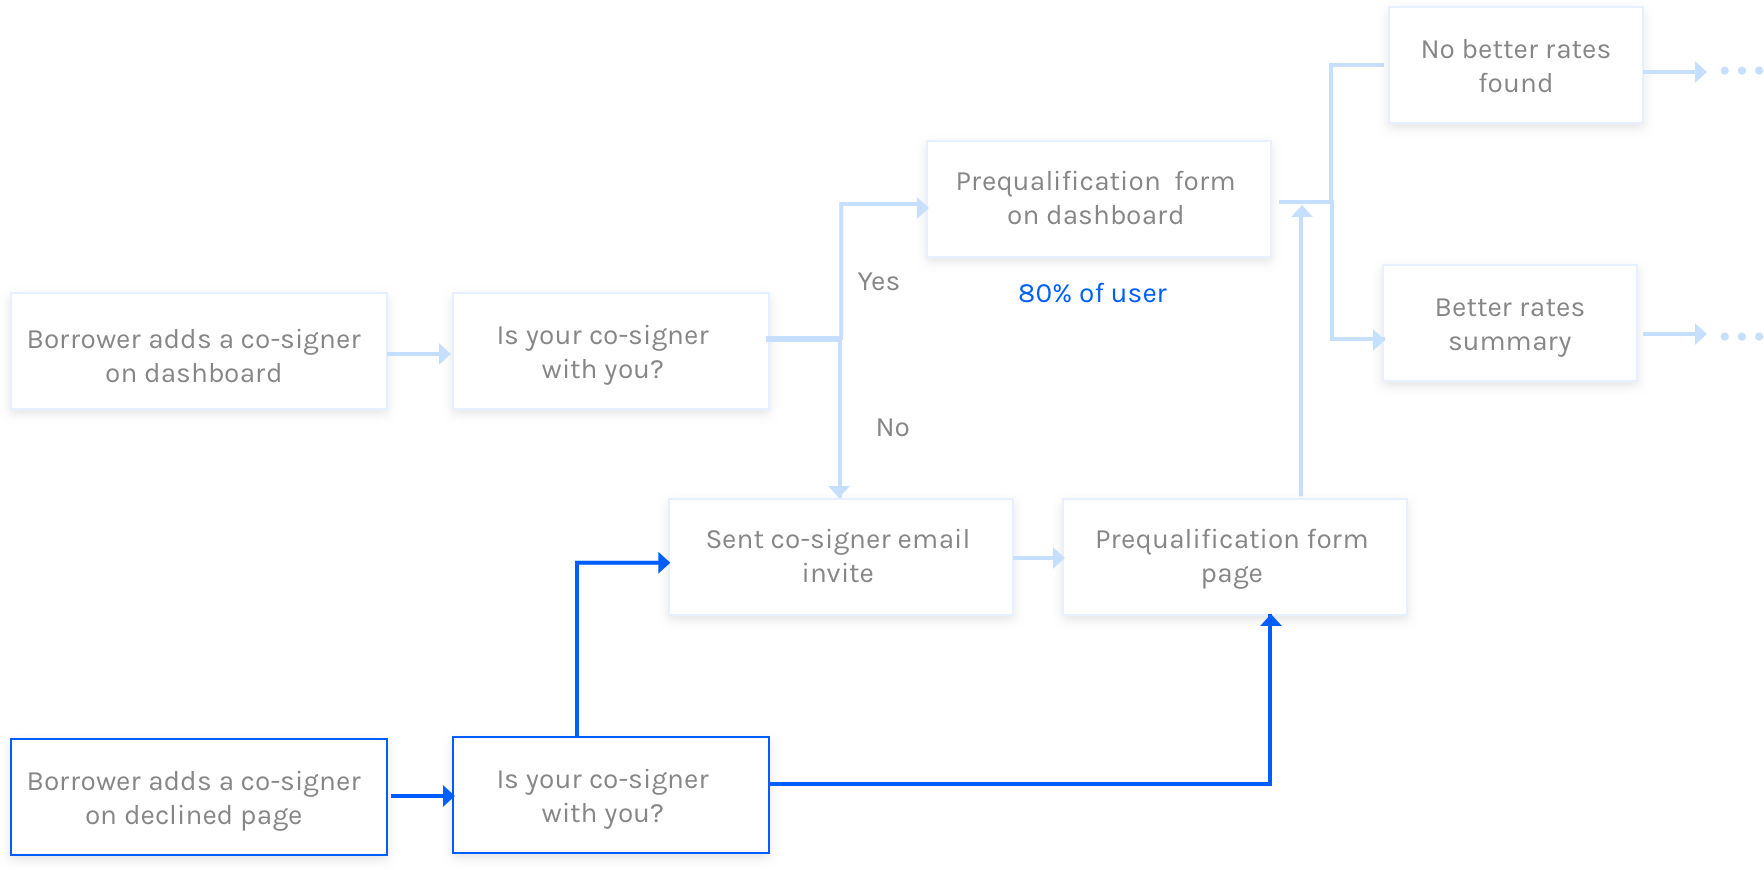 No better rates
found
Prequalification form
on dashboard
Yes
80% of user
Better rates
summary
Borrower adds a co-signer
on dashboard
Is your co-signer
with you?
No
Sent co-signer email
invite
Prequalification form
page
Borrower adds a co-signer
on declined page
Is your co-signer
with you?